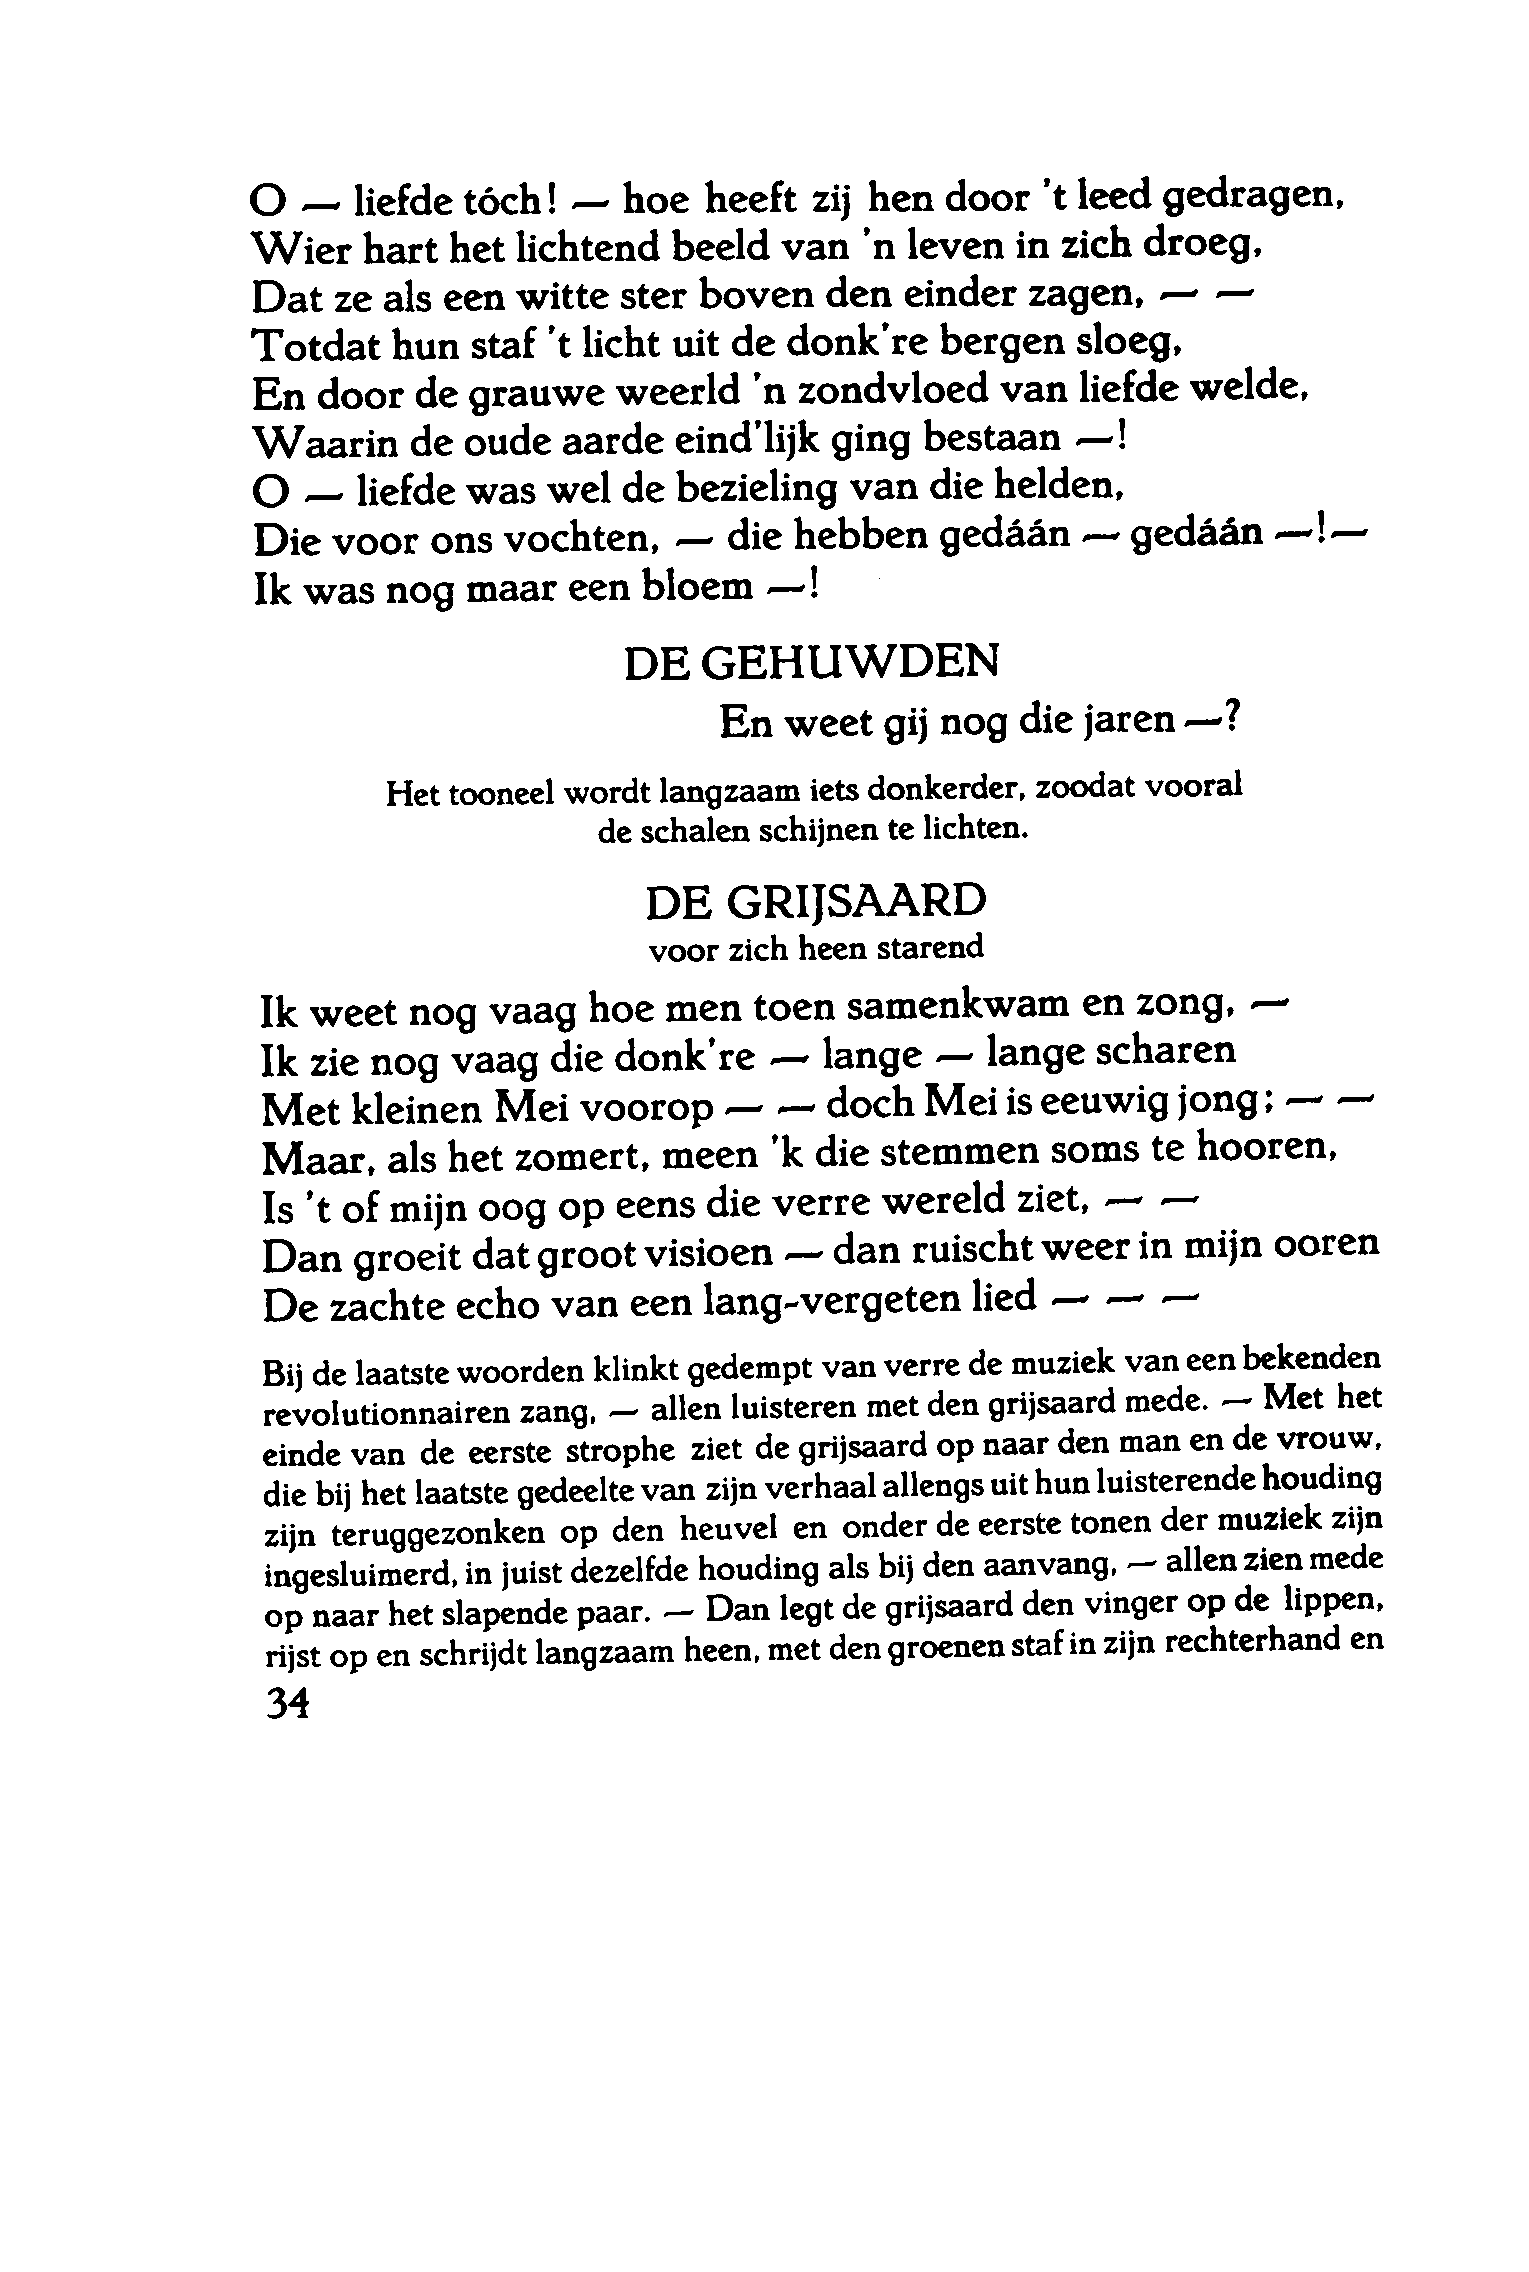 O — liefde tóch! — hoe heeft zij hen door 't leed gedragen,
Wier hart het lichtend beeld van 'n leven in zich droeg,
Dat ze als een witte ster boven den einder zagen, — —
Totdat hun staf 't licht uit de donk're bergen sloeg,
En door de grauwe weerld 'n zondvloed van liefde welde,
Waarin de oude aarde eind'lijk ging bestaan —!
O — liefde was wel de bezieling van die helden,
Die voor ons vochten, — die hebben gedáán — gedáán —!—
Ik was nog maar een bloem —!
DE GEHUWDEN
En weet gij nog die jaren —?
Het tooneel wordt langzaam iets donkerder, zoodat vooral
de schalen schijnen te lichten.
DE GRIJSAARD
voor zich heen starend
Ik weet nog vaag hoe men toen samenkwam en zong, —
Ik zie nog vaag die donk're — lange — lange scharen
Met kleinen Mei voorop — — doch Mei is eeuwig jong; — —
Maar, als het zomert, meen 'k die stemmen soms te hooren,
Is 't of mijn oog op eens die verre wereld ziet, — —
Dan groeit dat groot visioen — dan ruischt weer in mijn ooren
De zachte echo van een lang-vergeten lied — — —
Bij de laatste woorden klinkt gedempt van verre de muziek van een bekenden
revolutionnairen zang, — allen luisteren met den grijsaard mede. — Met het
einde van de eerste strophe ziet de grijsaard op naar den man en de vrouw,
die bij het laatste gedeelte van zijn verhaal allengs uit hun luisterende houding
zijn teruggezonken op den heuvel en onder de eerste tonen der muziek zijn
ingesluimerd, in juist dezelfde houding als bij den aanvang, — allen zien mede
op naar het slapende paar. — Dan legt de grijsaard den vinger op de lippen,
rijst op en schrijdt langzaam heen, met den groenen staf in zijn rechterhand en
34